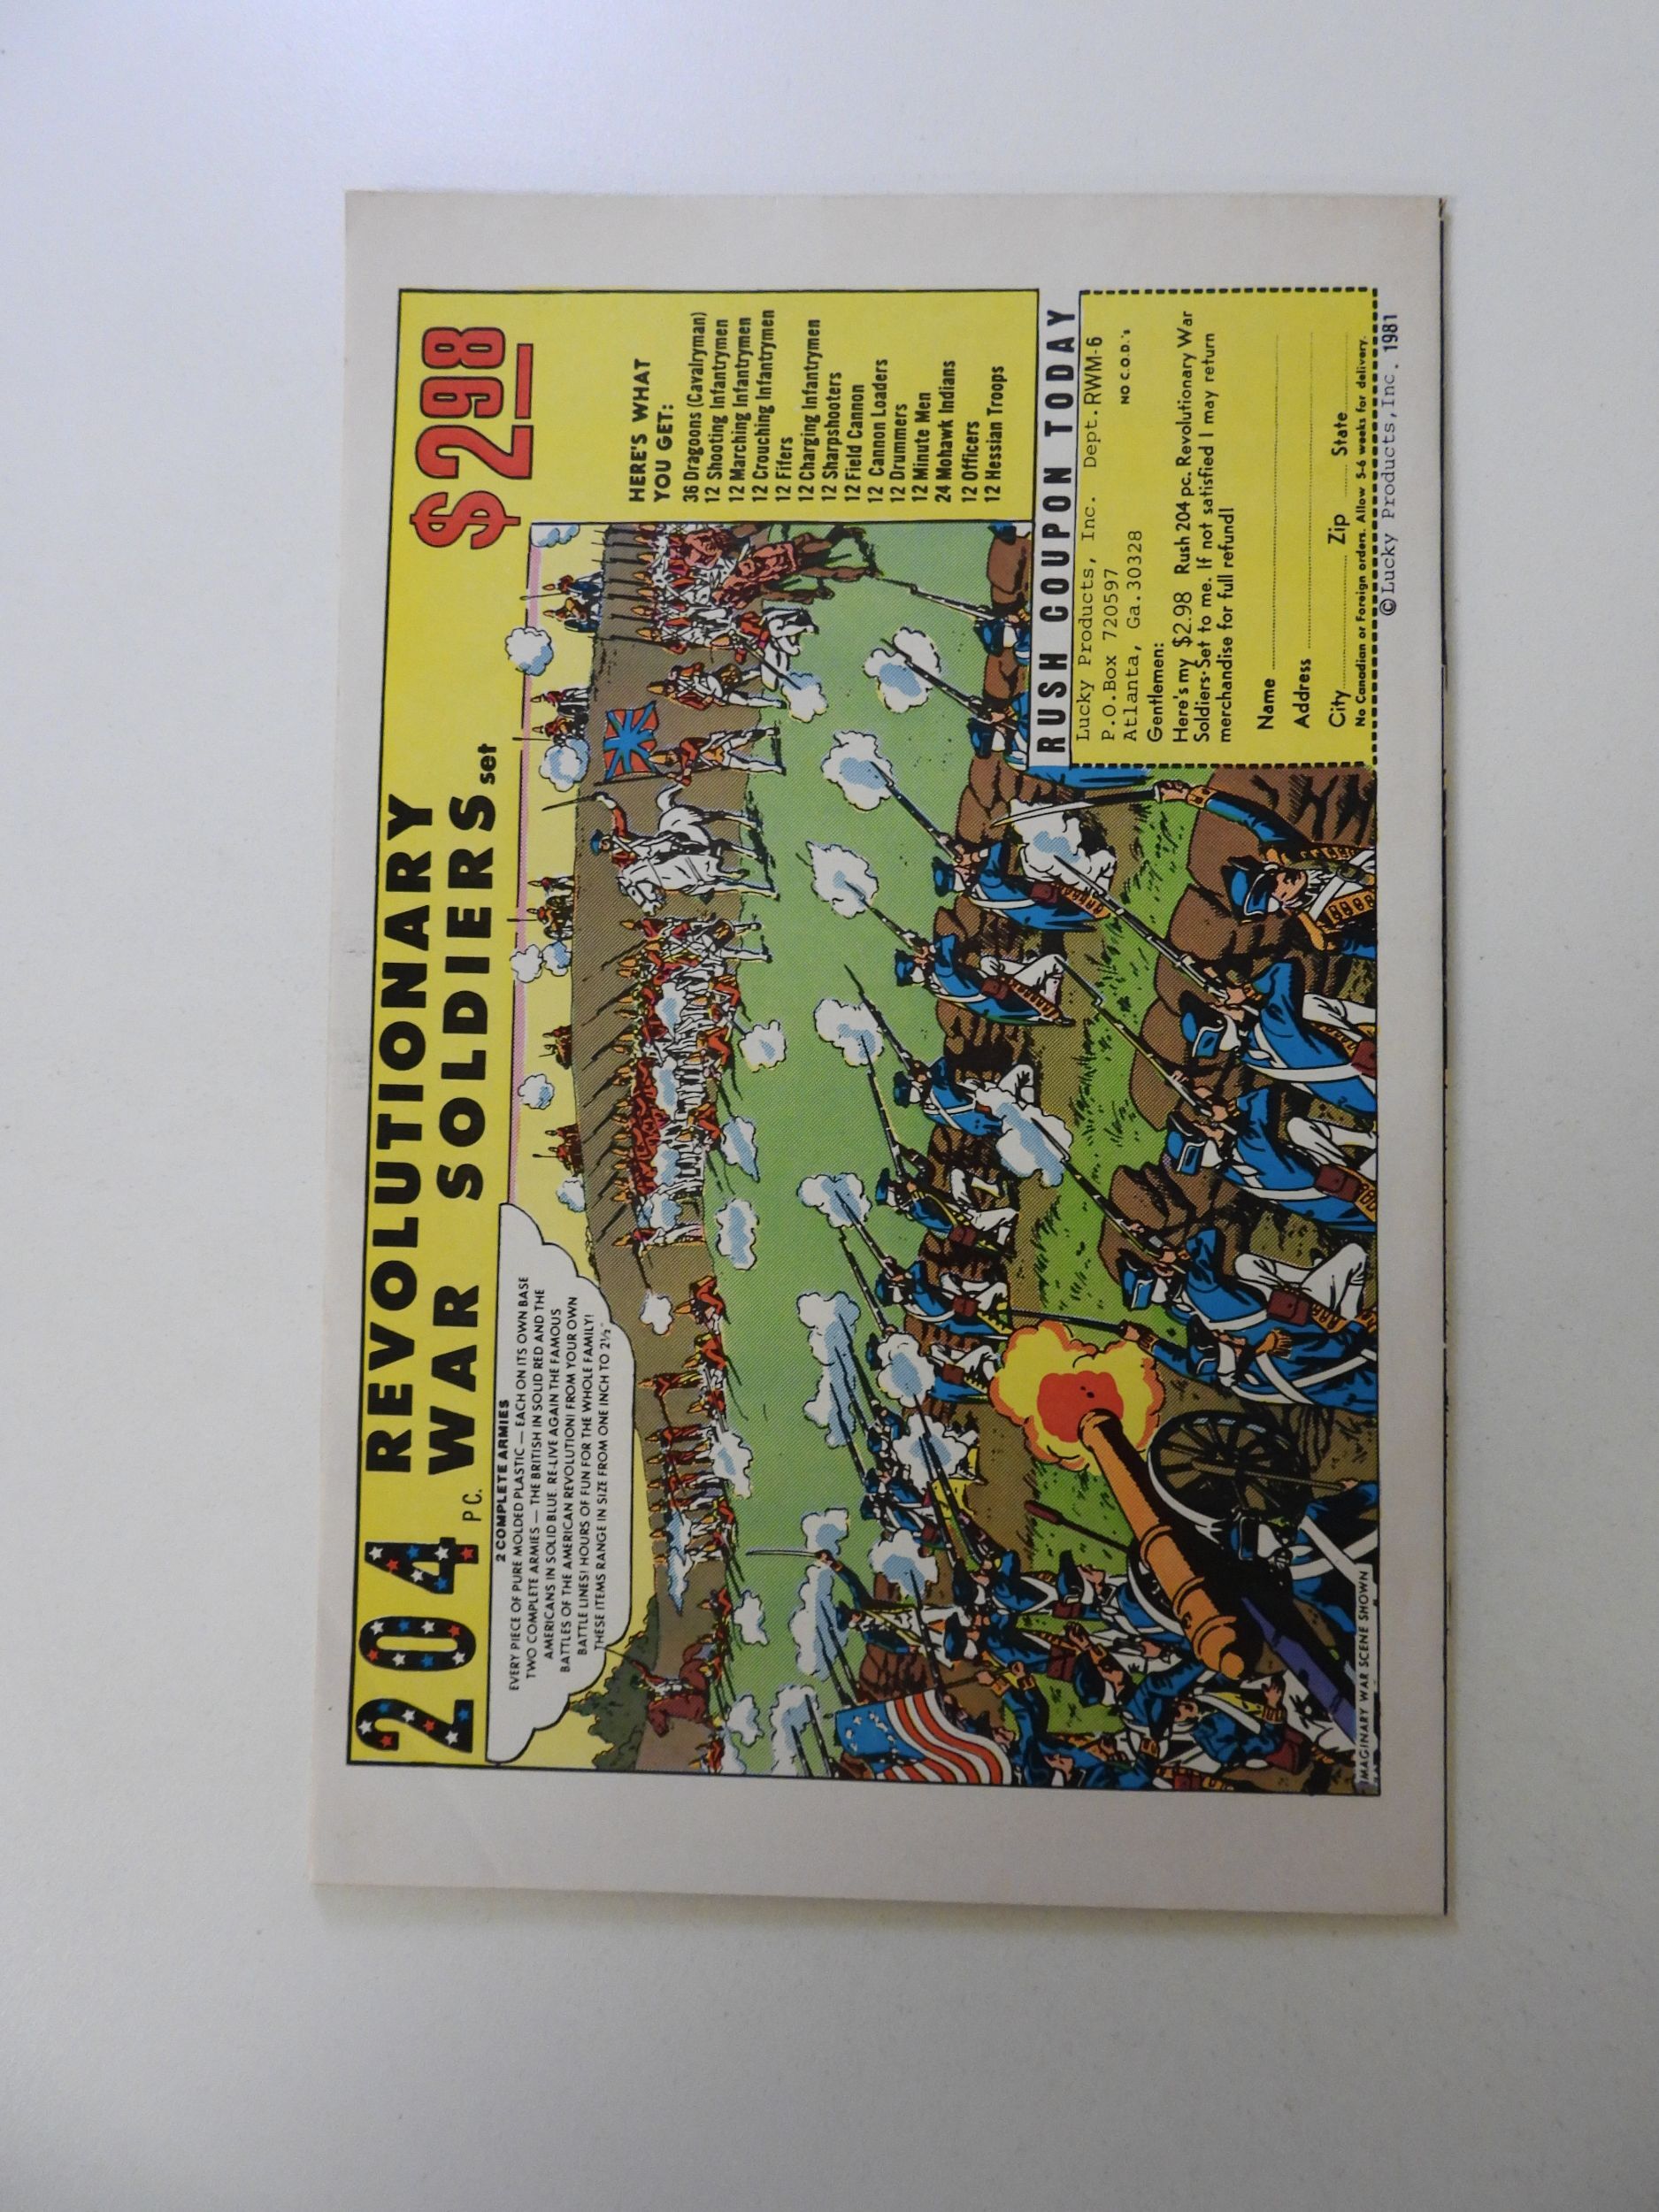 204 PC. REVOLUTIONARY
WAR SOLDIERS set
$298
2 COMPLETE ARMIES
EVERY PIECE OF PURE MOLDED PLASTIC — EACH ON ITS OWN BASE
TWO COMPLETE ARMIES — THE BRITISH IN SOLID RED AND THE
AMERICANS IN SOLID BLUE. RE-LIVE AGAIN THE FAMOUS
BATTLES OF THE AMERICAN REVOLUTION! FROM YOUR OWN
BATTLE LINES! HOURS OF FUN FOR THE WHOLE FAMILY!
THESE ITEMS RANGE IN SIZE FROM ONE INCH TO 2½"
HERE'S WHAT
YOU GET:
36 Dragoons (Cavalryman)
12 Shooting Infantrymen
12 Marching Infantrymen
12 Crouching Infantrymen
12 Fifers
12 Charging Infantrymen
12 Sharpshooters
12 Field Cannon
12 Cannon Loaders
12 Drummers
12 Minute Men
24 Mohawk Indians
12 Officers
12 Hessian Troops
RUSH COUPON TODAY
Lucky Products, Inc. Dept.RWM-6
P.O.Box 720597
NO C.O.D.'s
Atlanta, Ga.30328
Gentlemen:
Here's my $2.98 Rush 204 pc. Revolutionary War
Soldiers Set to me. If not satisfied I may return
merchandise for full refund!
Name
Address
City Zip State
No Canadian or Foreign orders. Allow 5-6 weeks for delivery.
IMAGINARY WAR SCENE SHOWN
©Lucky Products,Inc. 1981